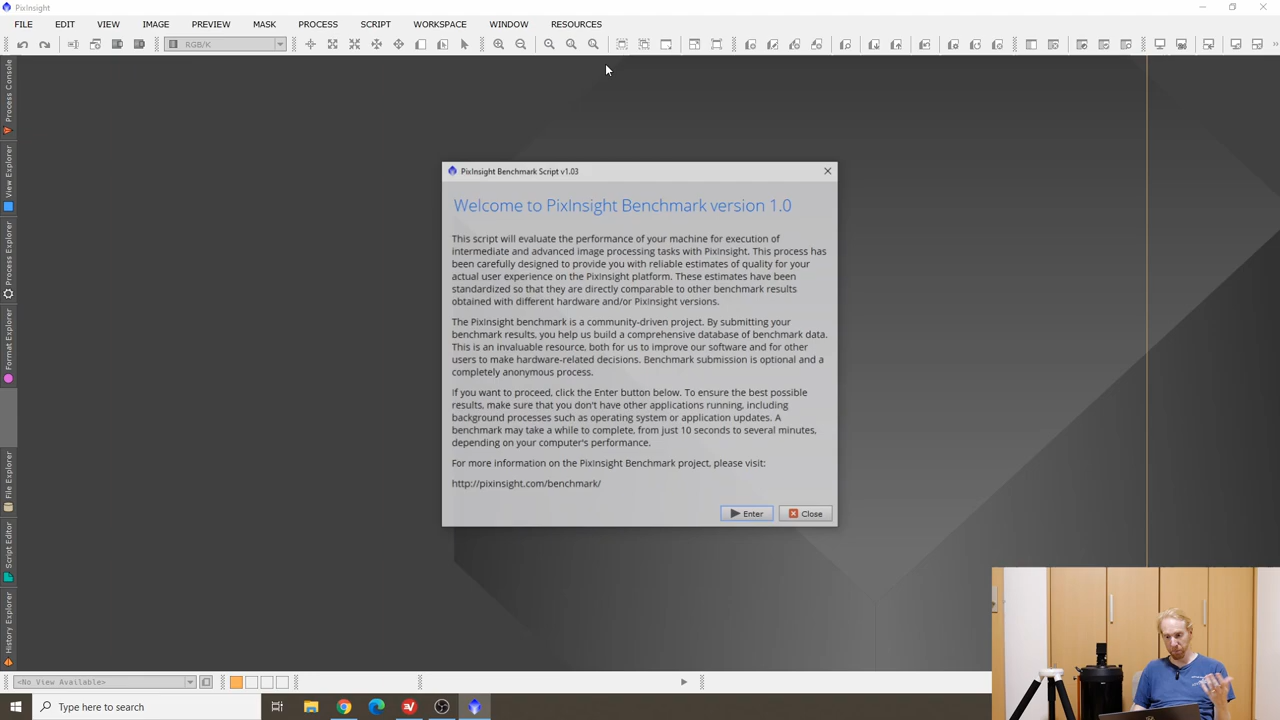 PixInsight
FILE EDIT VIEW IMAGE PREVIEW MASK PROCESS SCRIPT WORKSPACE WINDOW RESOURCES
RGB/K
Process Console
View Explorer
Process Explorer
Format Explorer
File Explorer
Script Editor
History Explorer
PixInsight Benchmark Script v1.03
Welcome to PixInsight Benchmark version 1.0
This script will evaluate the performance of your machine for execution of
intermediate and advanced image processing tasks with PixInsight. This process has
been carefully designed to provide you with reliable estimates of quality for your
actual user experience on the PixInsight platform. These estimates have been
standardized so that they are directly comparable to other benchmark results
obtained with different hardware and/or PixInsight versions.
The PixInsight benchmark is a community-driven project. By submitting your
benchmark results, you help us build a comprehensive database of benchmark data.
This is an invaluable resource, both for us to improve our software and for other
users to make hardware-related decisions. Benchmark submission is optional and a
completely anonymous process.
If you want to proceed, click the Enter button below. To ensure the best possible
results, make sure that you don't have other applications running, including
background processes such as operating system or application updates. A
benchmark may take a while to complete, from just 10 seconds to several minutes,
depending on your computer's performance.
For more information on the PixInsight Benchmark project, please visit:
http://pixinsight.com/benchmark/
Enter Close
<No View Available>
Type here to search